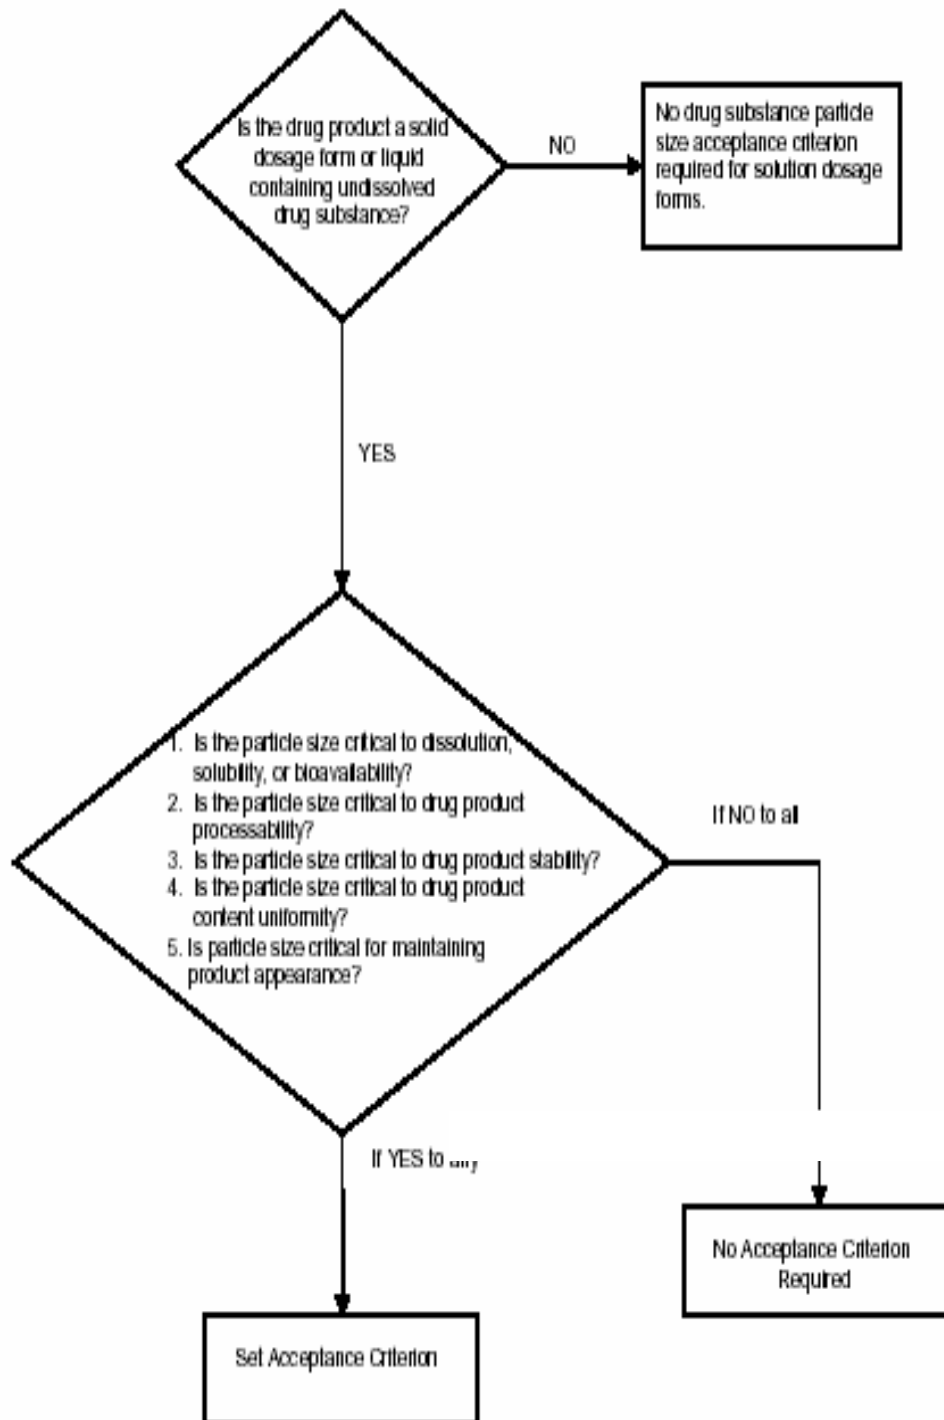 Is the drug product a solid
dosage form or liquid
containing undissolved
drug substance?
NO
No drug substance particle
size acceptance criterion
required for solution dosage
forms.
YES
1. Is the particle size critical to dissolution,
solubility, or bioavailability?
2. Is the particle size critical to drug product
processability?
3. Is the particle size critical to drug product stability?
4. Is the particle size critical to drug product
content uniformity?
5. Is particle size critical for maintaining
product appearance?
If NO to all
If YES to
No Acceptance Criterion
Required
Set Acceptance Criterion